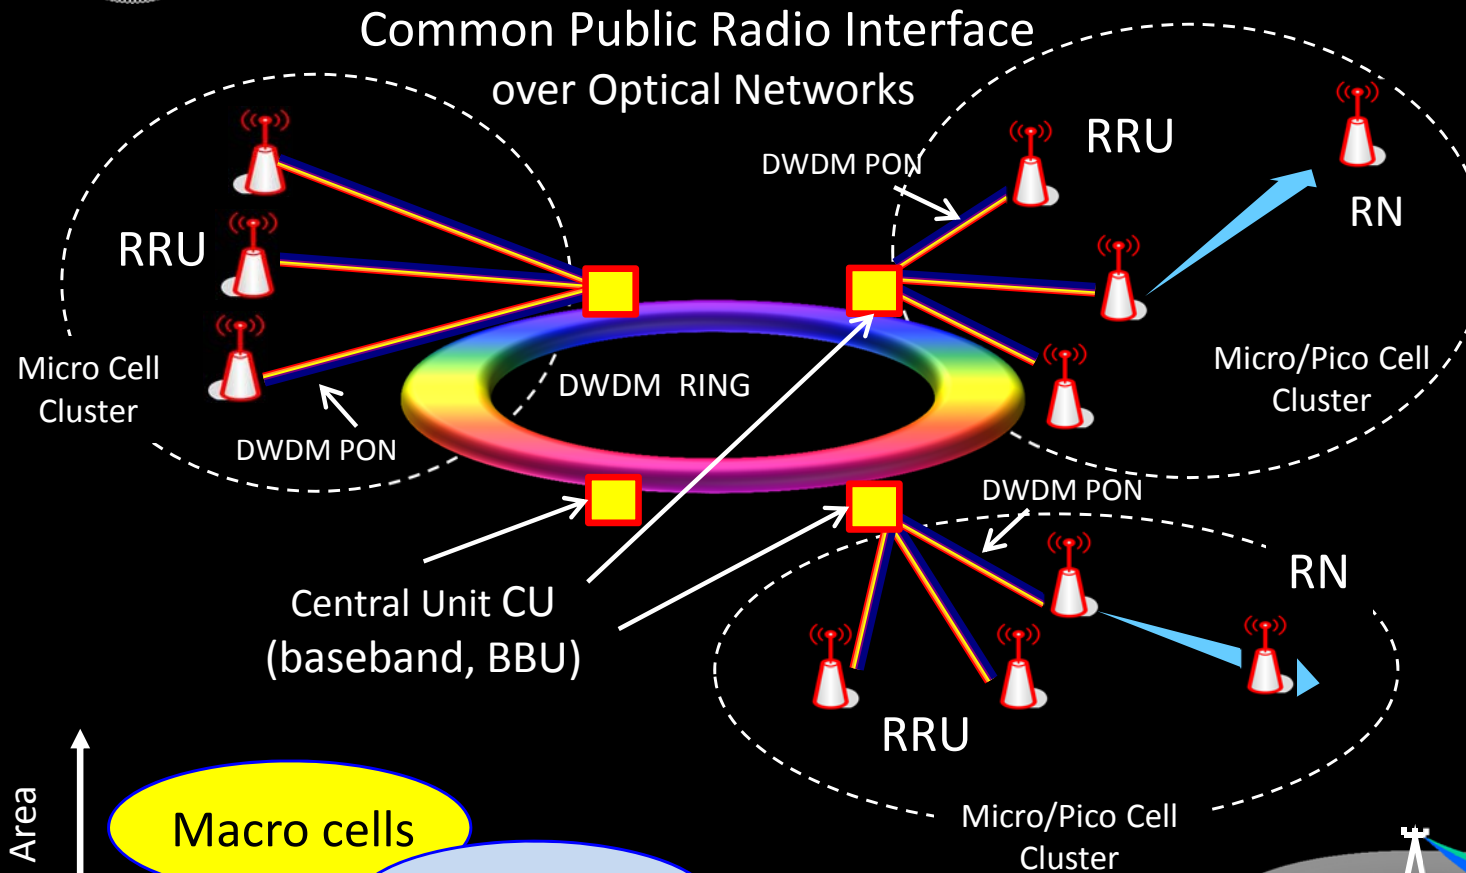 Common Public Radio Interface
over Optical Networks
DWDM PON
RRU
RN
RRU
Micro Cell
Cluster
DWDM PON
DWDM  RING
Micro/Pico Cell
Cluster
DWDM PON
Central Unit CU
(baseband, BBU)
RN
RRU
Micro/Pico Cell
Cluster
Area
Macro cells